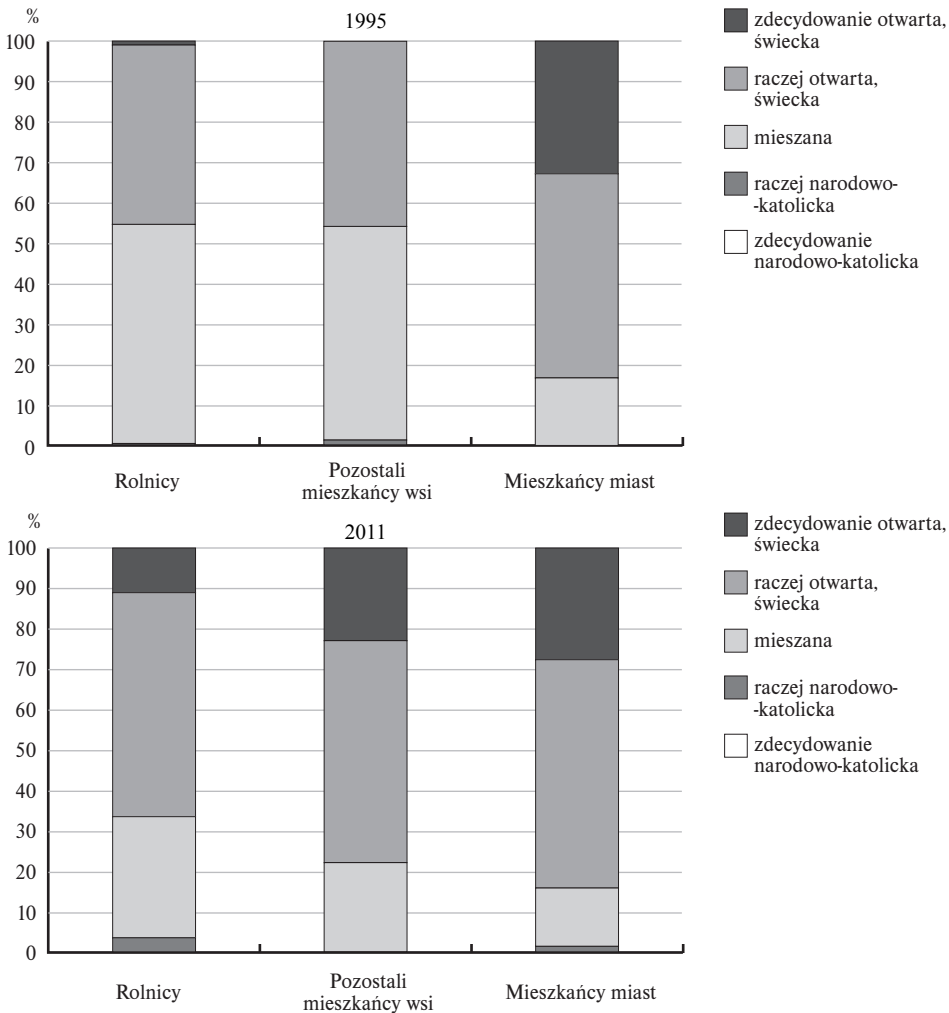 %
1995
100
90
80
70
60
50
40
30
20
10
0
Rolnicy
Pozostali
mieszkańcy wsi
Mieszkańcy miast
zdecydowanie otwarta,
świecka
raczej otwarta,
świecka
mieszana
raczej narodowo-
-katolicka
zdecydowanie
narodowo-katolicka
%
2011
100
90
80
70
60
50
40
30
20
10
0
Rolnicy
Pozostali
mieszkańcy wsi
Mieszkańcy miast
zdecydowanie otwarta,
świecka
raczej otwarta,
świecka
mieszana
raczej narodowo-
-katolicka
zdecydowanie
narodowo-katolicka